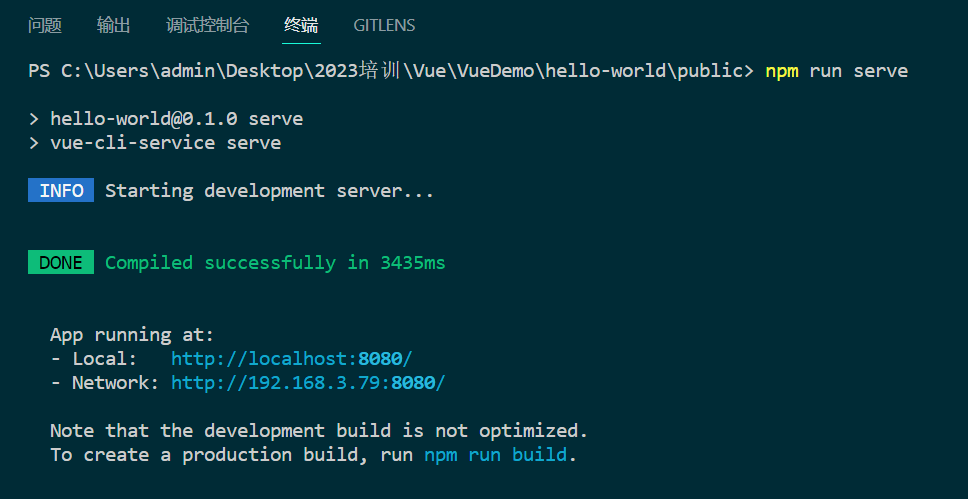 问题 输出 调试控制台 终端 GITLENS
PS C:\Users\admin\Desktop\2023培训\Vue\VueDemo\hello-world\public> npm run serve
> hello-world@0.1.0 serve
> vue-cli-service serve
INFO Starting development server...
DONE Compiled successfully in 3435ms
App running at:
- Local: http://localhost:8080/
- Network: http://192.168.3.79:8080/
Note that the development build is not optimized.
To create a production build, run npm run build.